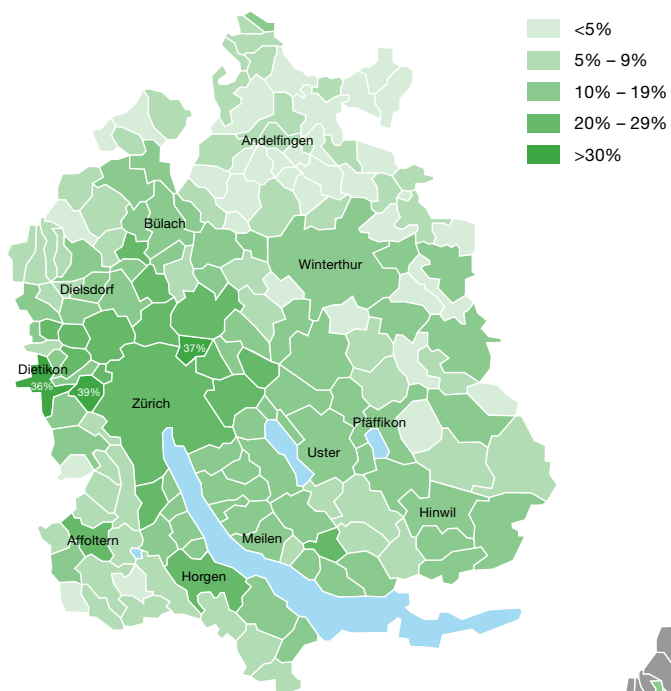 <5%
5% – 9%
10% – 19%
20% – 29%
>30%
Andelfingen
Bülach
Winterthur
Dielsdorf
37%
Dietikon
36%
39%
Zürich
Pfäffikon
Uster
Hinwil
Meilen
Affoltern
Horgen